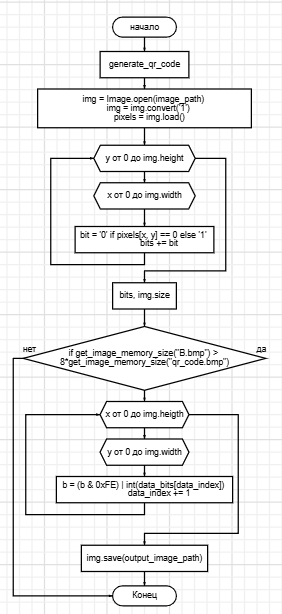 начало
generate_qr_code
img = Image.open(image_path)
img = img.convert('1')
pixels = img.load()
y от 0 до img.height
x от 0 до img.width
bit = '0' if pixels[x, y] == 0 else '1'
bits += bit
bits, img.size
нет
да
if get_image_memory_size("B.bmp") >
8*get_image_memory_size("qr_code.bmp")
x от 0 до img.heigth
y от 0 до img.width
b = (b & 0xFE) | int(data_bits[data_index])
data_index += 1
img.save(output_image_path)
Конец